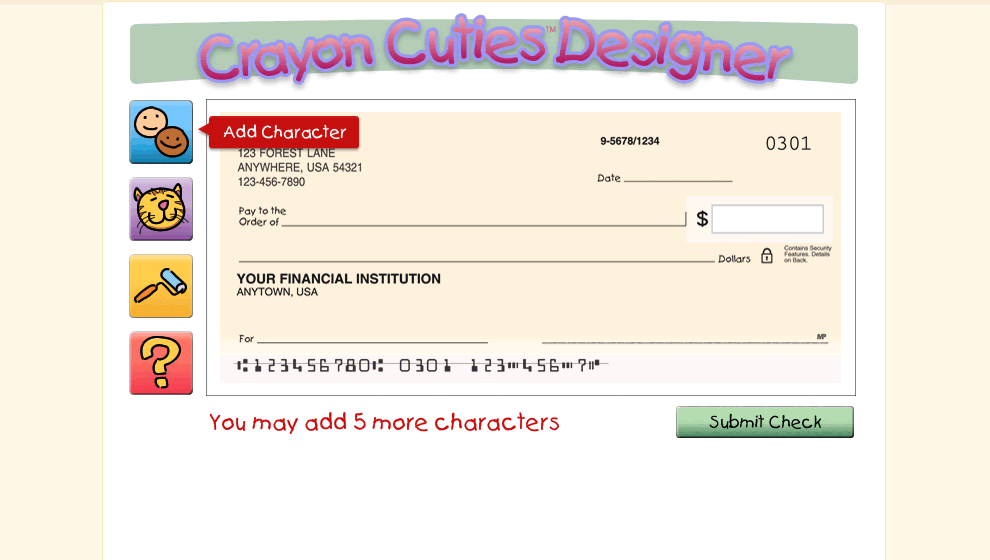 Crayon Cuties Designer™
Add Character
123 FOREST LANE
ANYWHERE, USA 54321
123-456-7890
9-5678/1234
0301
Date
Pay to the
Order of
$
Dollars
Contains Security
Features. Details
on Back.
YOUR FINANCIAL INSTITUTION
ANYTOWN, USA
For
MP
⑆123456780⑆ 0301 123⑈456⑈7⑈
You may add 5 more characters
Submit Check